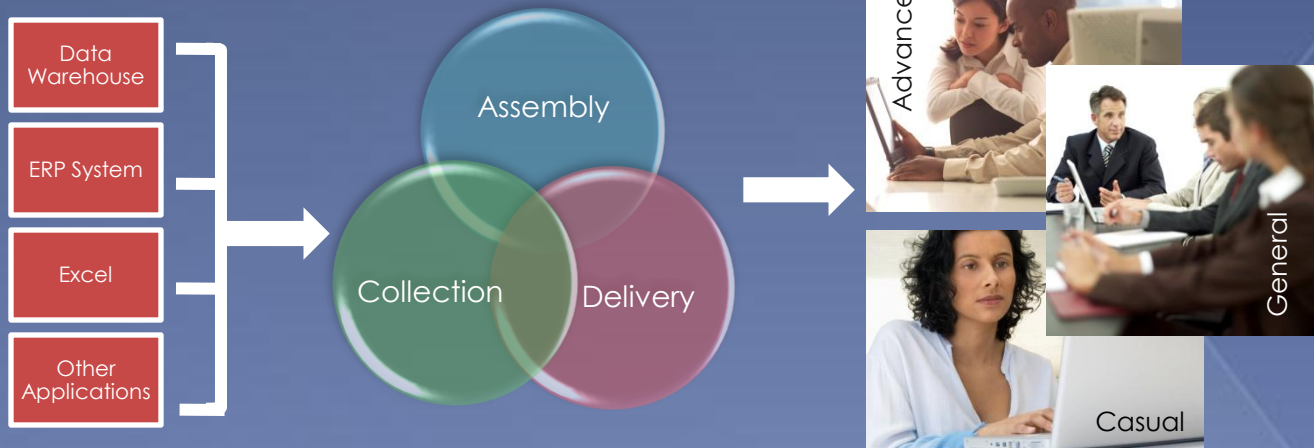 Data
Warehouse
ERP System
Excel
Other
Applications
Assembly
Collection
Delivery
Advance
General
Casual